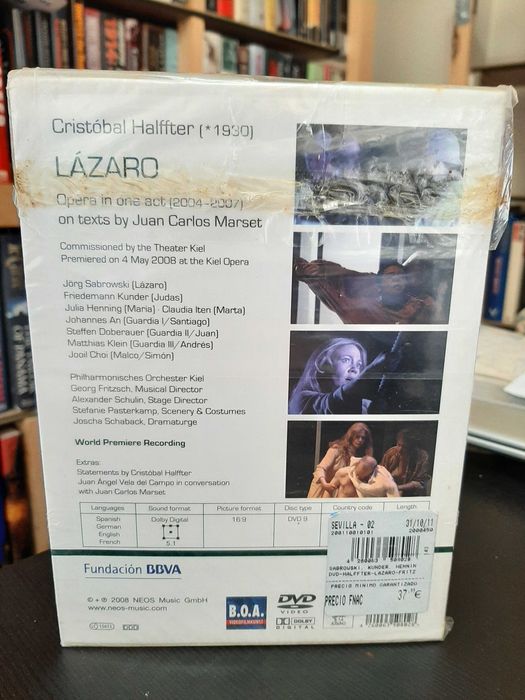 Cristóbal Halffter (*1930)
LÁZARO
Opera in one act (2004-2007)
on texts by Juan Carlos Marset
Commissioned by the Theater Kiel
Premiered on 4 May 2008 at the Kiel Opera
Jörg Sabrowski (Lázaro)
Friedemann Kunder (Judas)
Julia Henning (Maria) · Claudia Iten (Marta)
Johannes An (Guardia I/Santiago)
Steffen Doberauer (Guardia II/Juan)
Matthias Klein (Guardia III/Andrés)
Jooil Choi (Malco/Simón)
Philharmonisches Orchester Kiel
Georg Fritzsch, Musical Director
Alexander Schulin, Stage Director
Stefanie Pasterkamp, Scenery & Costumes
Joscha Schaback, Dramaturge
World Premiere Recording
Extras:
Statements by Cristóbal Halffter
Juan Ángel Vela del Campo in conversation
with Juan Carlos Marset
Languages Sound format Picture format Disc type Country code Length
Spanish Dolby Digital 16:9 DVD 9
German
English
French 5.1
SEVILLA - 02 31/10/11
200110010101 2000450
SABROWSKI, KUNDER, HENNIN
DVD-HALFFTER-LAZARO-FRITZ
PRECIO MINIMO GARANTIZADO
PRECIO FNAC 37 €
Fundación BBVA
© + ℗ 2008 NEOS Music GmbH
www.neos-music.com
B.O.A.
VIDEOFILMKUNST
DVD
VIDEO
DOLBY
DIGITAL